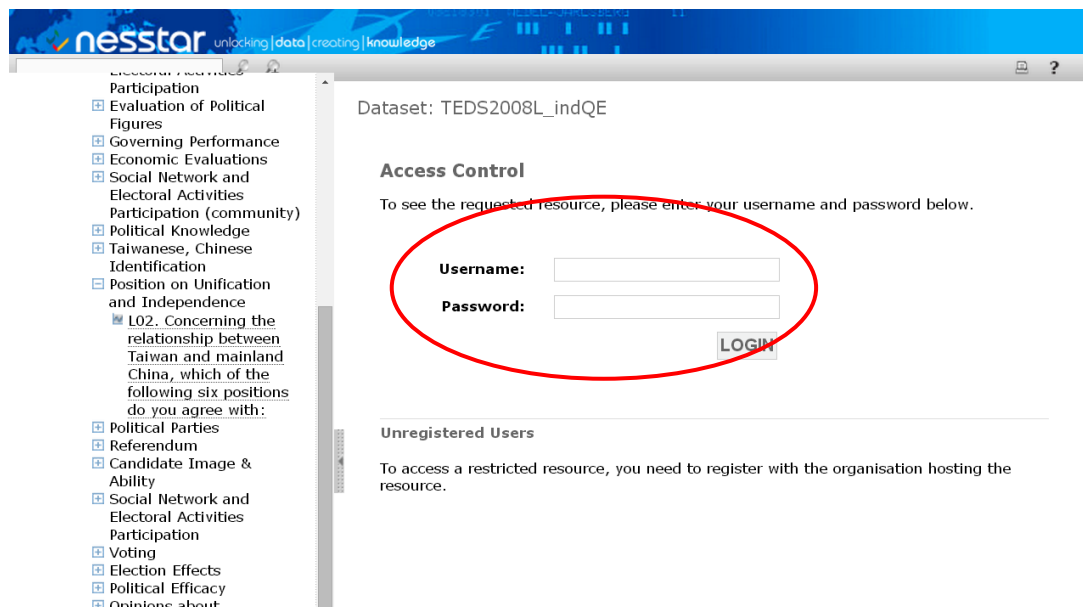 nesstar unlocking|data|creating|knowledge
?
Participation
Evaluation of Political
Figures
Governing Performance
Economic Evaluations
Social Network and
Electoral Activities
Participation (community)
Political Knowledge
Taiwanese, Chinese
Identification
Position on Unification
and Independence
L02. Concerning the
relationship between
Taiwan and mainland
China, which of the
following six positions
do you agree with:
Political Parties
Referendum
Candidate Image &
Ability
Social Network and
Electoral Activities
Participation
Voting
Election Effects
Political Efficacy
Opinions about
Dataset: TEDS2008L_indQE
Access Control
To see the requested resource, please enter your username and password below.
Username:
Password:
LOGIN
Unregistered Users
To access a restricted resource, you need to register with the organisation hosting the
resource.